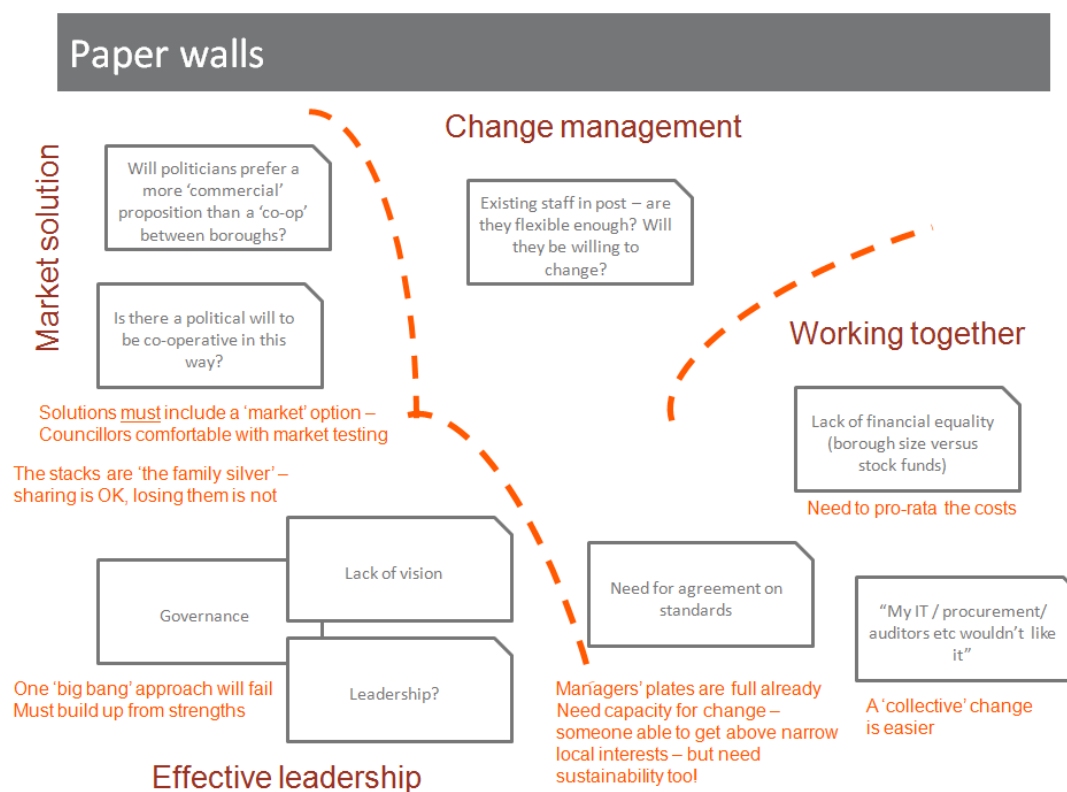 Paper walls
Market solution
Will politicians prefer a
more ‘commercial’
proposition than a ‘co-op’
between boroughs?
Is there a political will to
be co-operative in this
way?
Solutions must include a ‘market’ option –
Councillors comfortable with market testing
The stacks are ‘the family silver’ –
sharing is OK, losing them is not
Change management
Existing staff in post – are
they flexible enough? Will
they be willing to
change?
Working together
Lack of financial equality
(borough size versus
stock funds)
Need to pro-rata the costs
Need for agreement on
standards
“My IT / procurement/
auditors etc wouldn’t like
it”
Managers’ plates are full already
Need capacity for change –
someone able to get above narrow
local interests – but need
sustainability too!
A ‘collective’ change
is easier
Governance
Lack of vision
Leadership?
One ‘big bang’ approach will fail
Must build up from strengths
Effective leadership